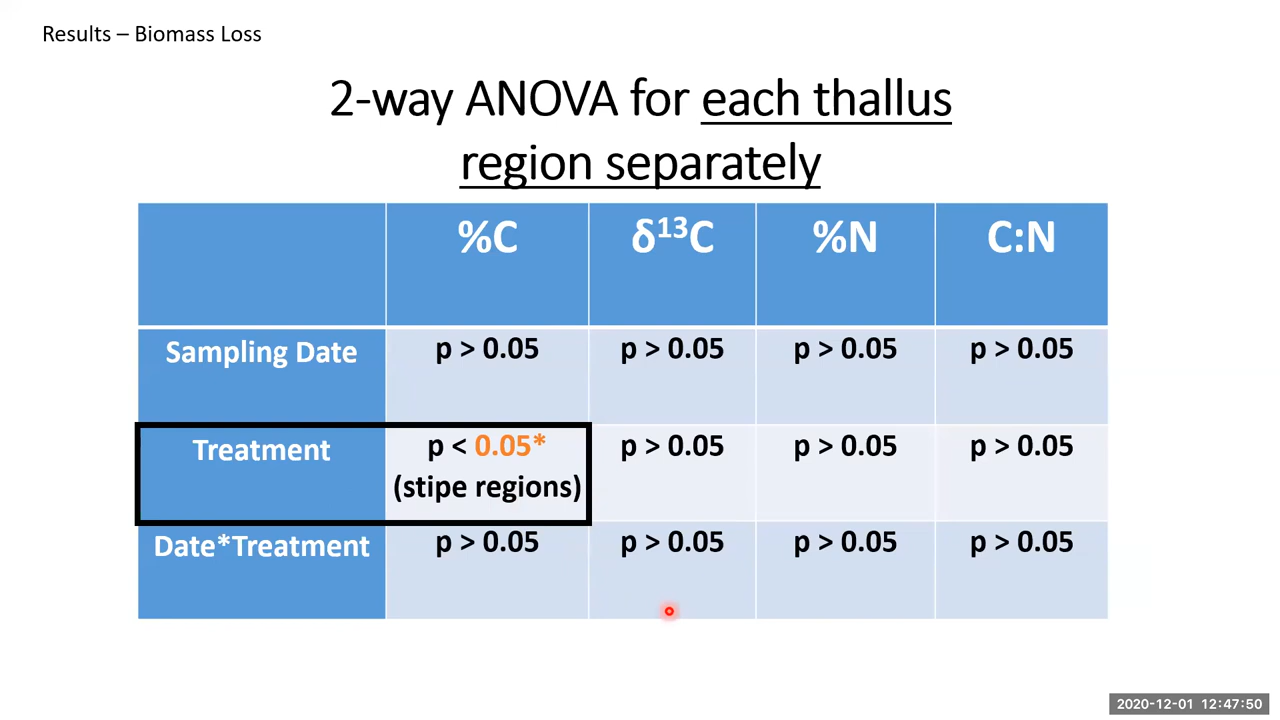 Results – Biomass Loss
2-way ANOVA for each thallus
region separately
%C δ¹³C %N C:N
Sampling Date p > 0.05 p > 0.05 p > 0.05 p > 0.05
Treatment p < 0.05* p > 0.05 p > 0.05 p > 0.05
(stipe regions)
Date*Treatment p > 0.05 p > 0.05 p > 0.05 p > 0.05
2020-12-01 12:47:50